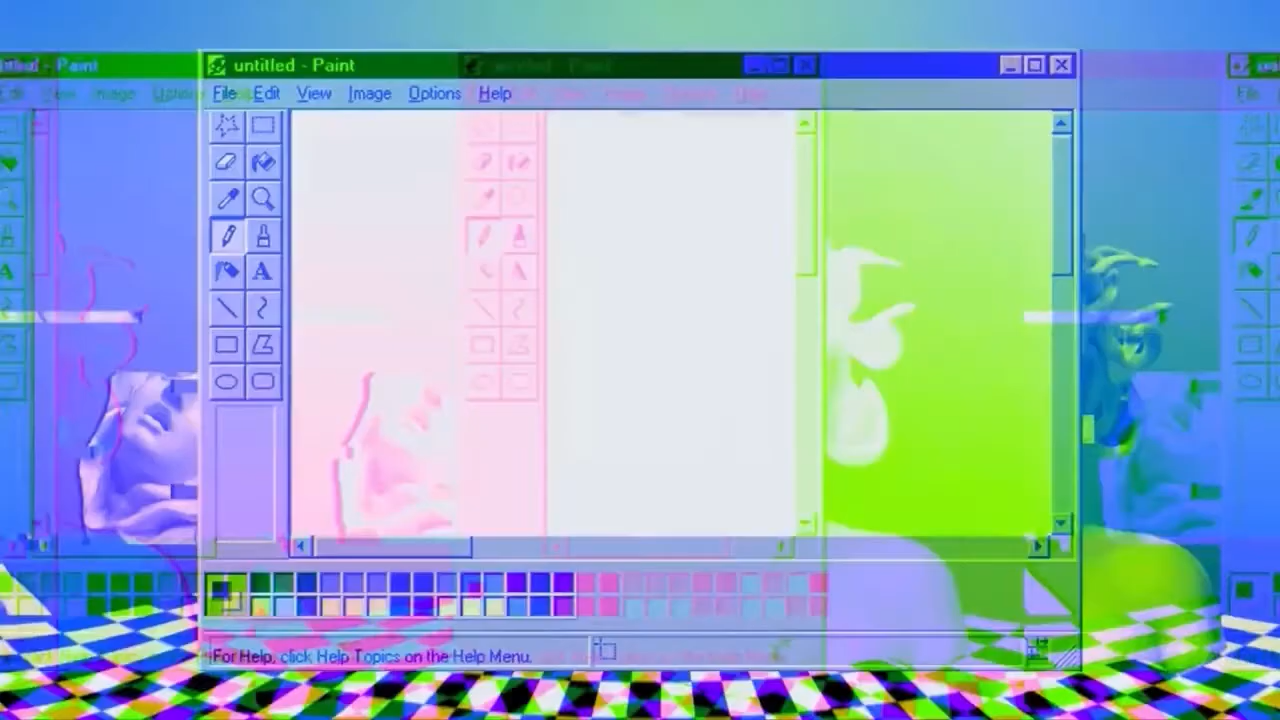 untitled - Paint
File Edit View Image Options Help
For Help, click Help Topics on the Help Menu.